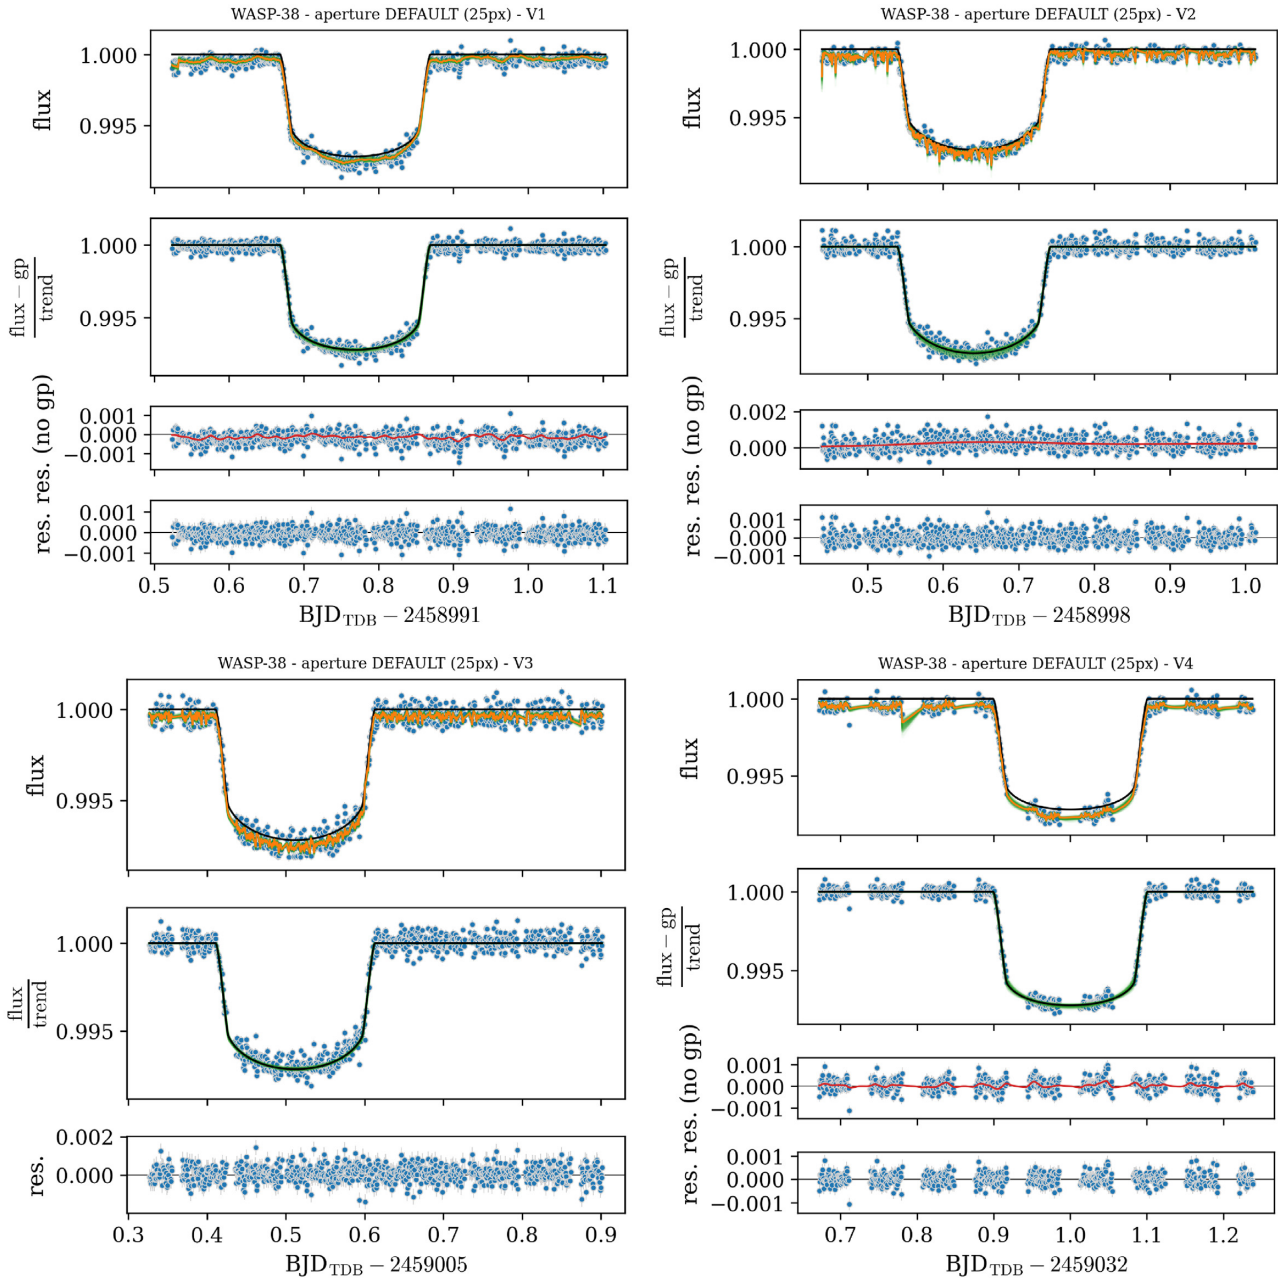 WASP-38 - aperture DEFAULT (25px) - V1
flux
1.000
0.995
flux − gp
trend
1.000
0.995
res. (no gp)
0.001
0.000
−0.001
res.
0.001
0.000
−0.001
0.5 0.6 0.7 0.8 0.9 1.0 1.1
BJD_TDB − 2458991
WASP-38 - aperture DEFAULT (25px) - V2
flux
1.000
0.995
flux − gp
trend
1.000
0.995
res. (no gp)
0.002
0.000
res.
0.001
0.000
−0.001
0.5 0.6 0.7 0.8 0.9 1.0
BJD_TDB − 2458998
WASP-38 - aperture DEFAULT (25px) - V3
flux
1.000
0.995
flux
trend
1.000
0.995
res.
0.002
0.000
0.3 0.4 0.5 0.6 0.7 0.8 0.9
BJD_TDB − 2459005
WASP-38 - aperture DEFAULT (25px) - V4
flux
1.000
0.995
flux − gp
trend
1.000
0.995
res. (no gp)
0.001
0.000
−0.001
res.
0.001
0.000
−0.001
0.7 0.8 0.9 1.0 1.1 1.2
BJD_TDB − 2459032